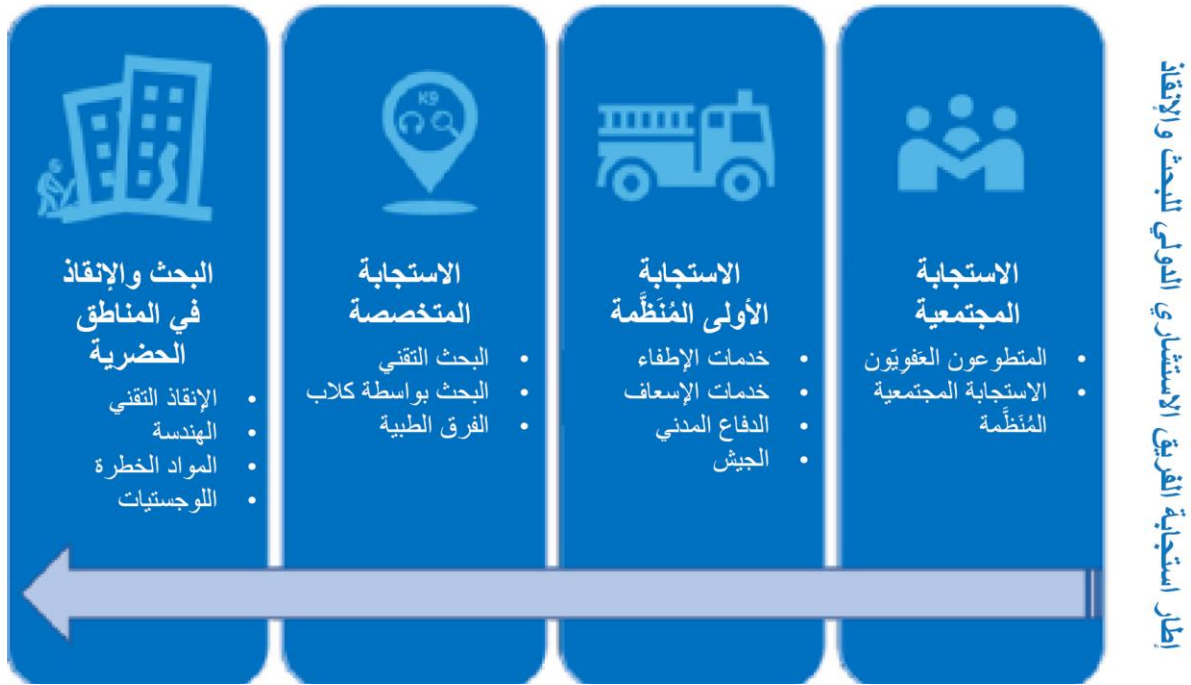 إطار استجابة الفريق الاستشاري الدولي للبحث والإنقاذ
الاستجابة
المجتمعية
• المتطوعون العَفويّون
• الاستجابة المجتمعية
المُنَظَّمة
الاستجابة
الأولى المُنَظَّمة
• خدمات الإطفاء
• خدمات الإسعاف
• الدفاع المدني
• الجيش
K9
الاستجابة
المتخصصة
• البحث التقني
• البحث بواسطة كلاب
• الفرق الطبية
البحث والإنقاذ
في المناطق
الحضرية
• الإنقاذ التقني
• الهندسة
• المواد الخطرة
• اللوجستيات